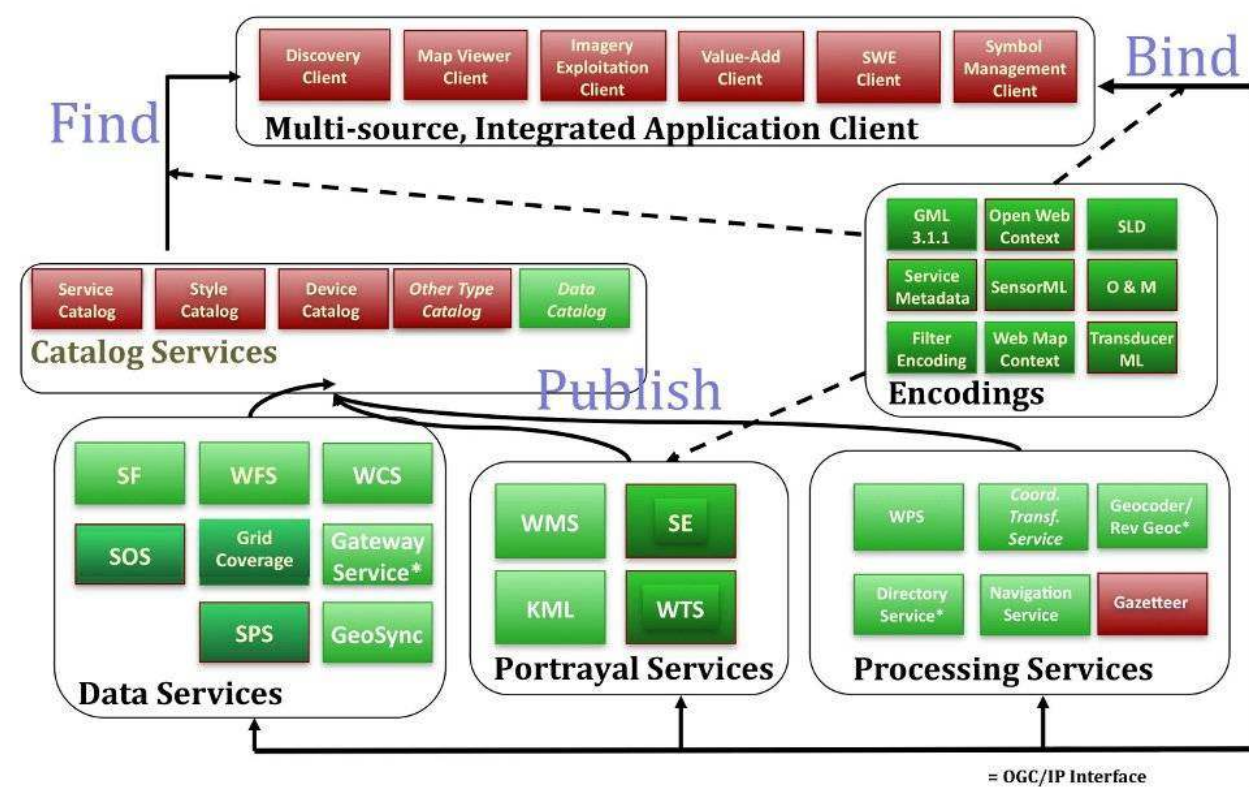 Discovery
Client
Map Viewer
Client
Imagery
Exploitation
Client
Value-Add
Client
SWE
Client
Symbol
Management
Client
Multi-source, Integrated Application Client
Bind
Find
GML
3.1.1
Open Web
Context
SLD
Service
Metadata
SensorML
O & M
Filter
Encoding
Web Map
Context
Transducer
ML
Encodings
Service
Catalog
Style
Catalog
Device
Catalog
Other Type
Catalog
Data
Catalog
Catalog Services
Publish
SF
WFS
WCS
SOS
Grid
Coverage
Gateway
Service*
SPS
GeoSync
Data Services
WMS
SE
KML
WTS
Portrayal Services
WPS
Coord.
Transf.
Service
Geocoder/
Rev Geoc*
Directory
Service*
Navigation
Service
Gazetteer
Processing Services
= OGC/IP Interface